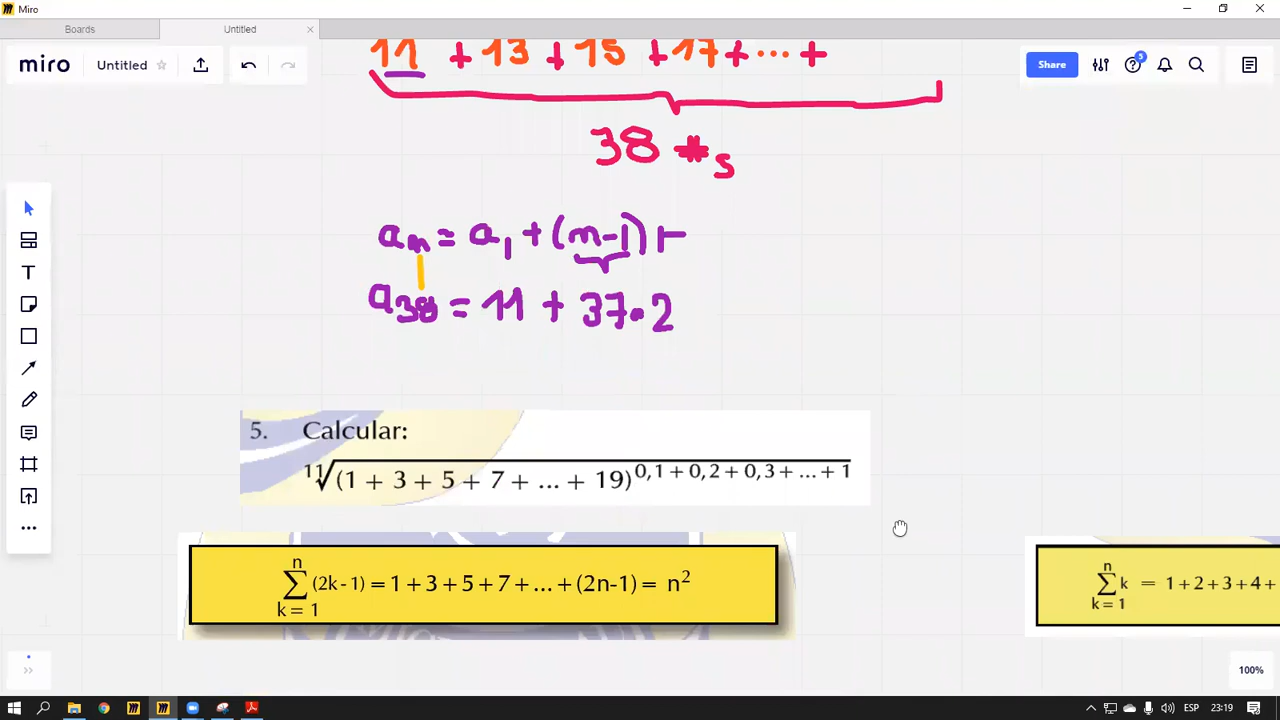 Miro
Boards
Untitled
miro
Untitled
Share
5
11 + 13 + 15 + 17 + ... +
38 #s
an = a1 + (n-1) r
a38 = 11 + 37 . 2
5. Calcular:
¹¹√(1 + 3 + 5 + 7 + ... + 19)^0,1 + 0,2 + 0,3 + ... + 1
n
∑ (2k - 1) = 1 + 3 + 5 + 7 + ... + (2n-1) = n²
k = 1
n
∑ k = 1 + 2 + 3 + 4 +
k = 1
100%
ESP
23:19